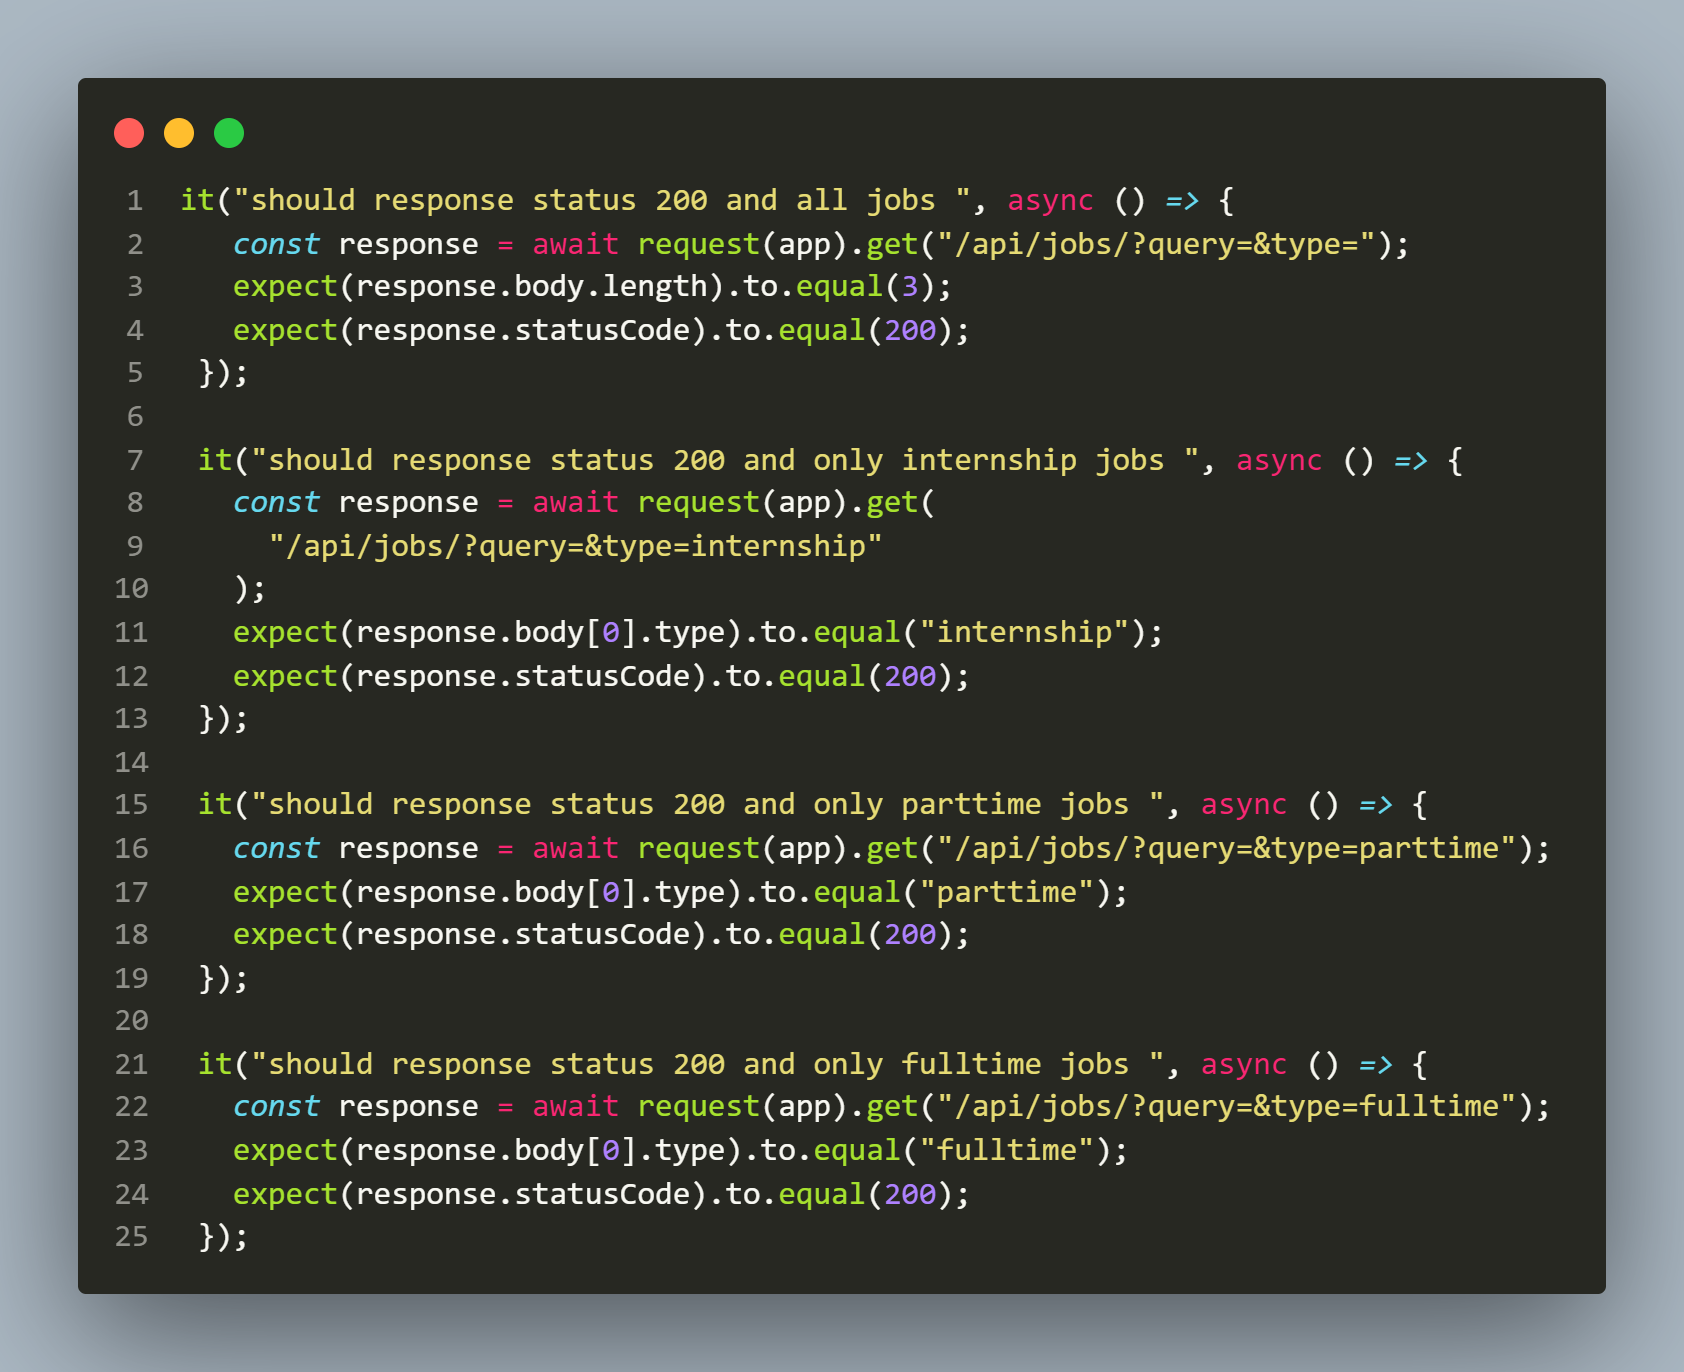 1 it("should response status 200 and all jobs ", async () => {
2 const response = await request(app).get("/api/jobs/?query=&type=");
3 expect(response.body.length).to.equal(3);
4 expect(response.statusCode).to.equal(200);
5 });
6
7 it("should response status 200 and only internship jobs ", async () => {
8 const response = await request(app).get(
9 "/api/jobs/?query=&type=internship"
10 );
11 expect(response.body[0].type).to.equal("internship");
12 expect(response.statusCode).to.equal(200);
13 });
14
15 it("should response status 200 and only parttime jobs ", async () => {
16 const response = await request(app).get("/api/jobs/?query=&type=parttime");
17 expect(response.body[0].type).to.equal("parttime");
18 expect(response.statusCode).to.equal(200);
19 });
20
21 it("should response status 200 and only fulltime jobs ", async () => {
22 const response = await request(app).get("/api/jobs/?query=&type=fulltime");
23 expect(response.body[0].type).to.equal("fulltime");
24 expect(response.statusCode).to.equal(200);
25 });